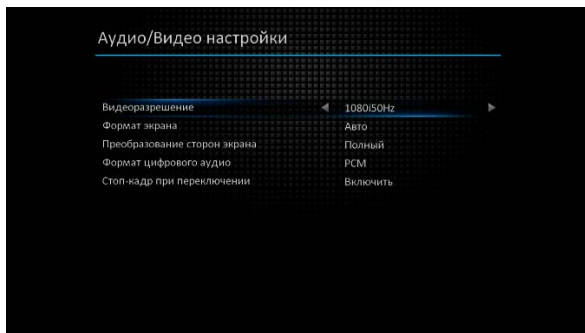 Аудио/Видео настройки
Видеоразрешение 1080i50Hz
Формат экрана Авто
Преобразование сторон экрана Полный
Формат цифрового аудио PCM
Стоп-кадр при переключении Включить